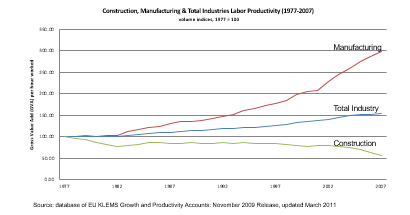 Construction, Manufacturing & Total Industries Labor Productivity (1977-2007)
volume indices, 1977 = 100
Gross Value Add (GVA) per hour worked
350.00
300.00
250.00
200.00
150.00
100.00
50.00
0.00
Manufacturing
Total Industry
Construction
1977 1982 1987 1992 1997 2002 2007
Source: database of EU KLEMS Growth and Productivity Accounts: November 2009 Release, updated March 2011